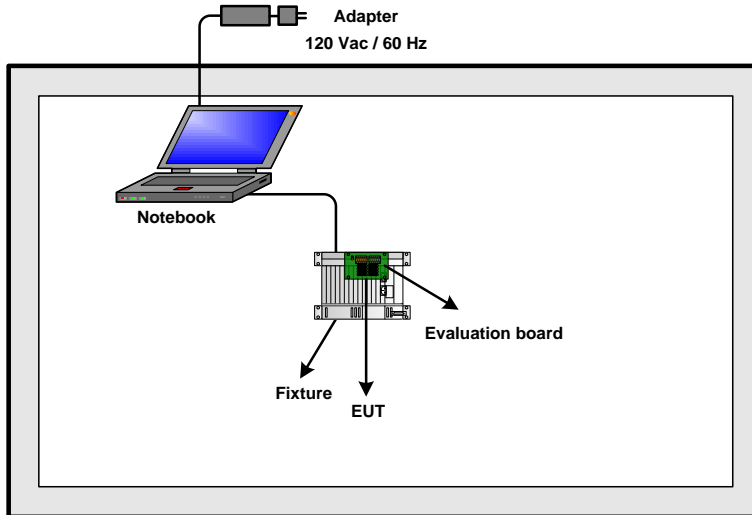 Adapter
120 Vac / 60 Hz
Notebook
Evaluation board
Fixture
EUT